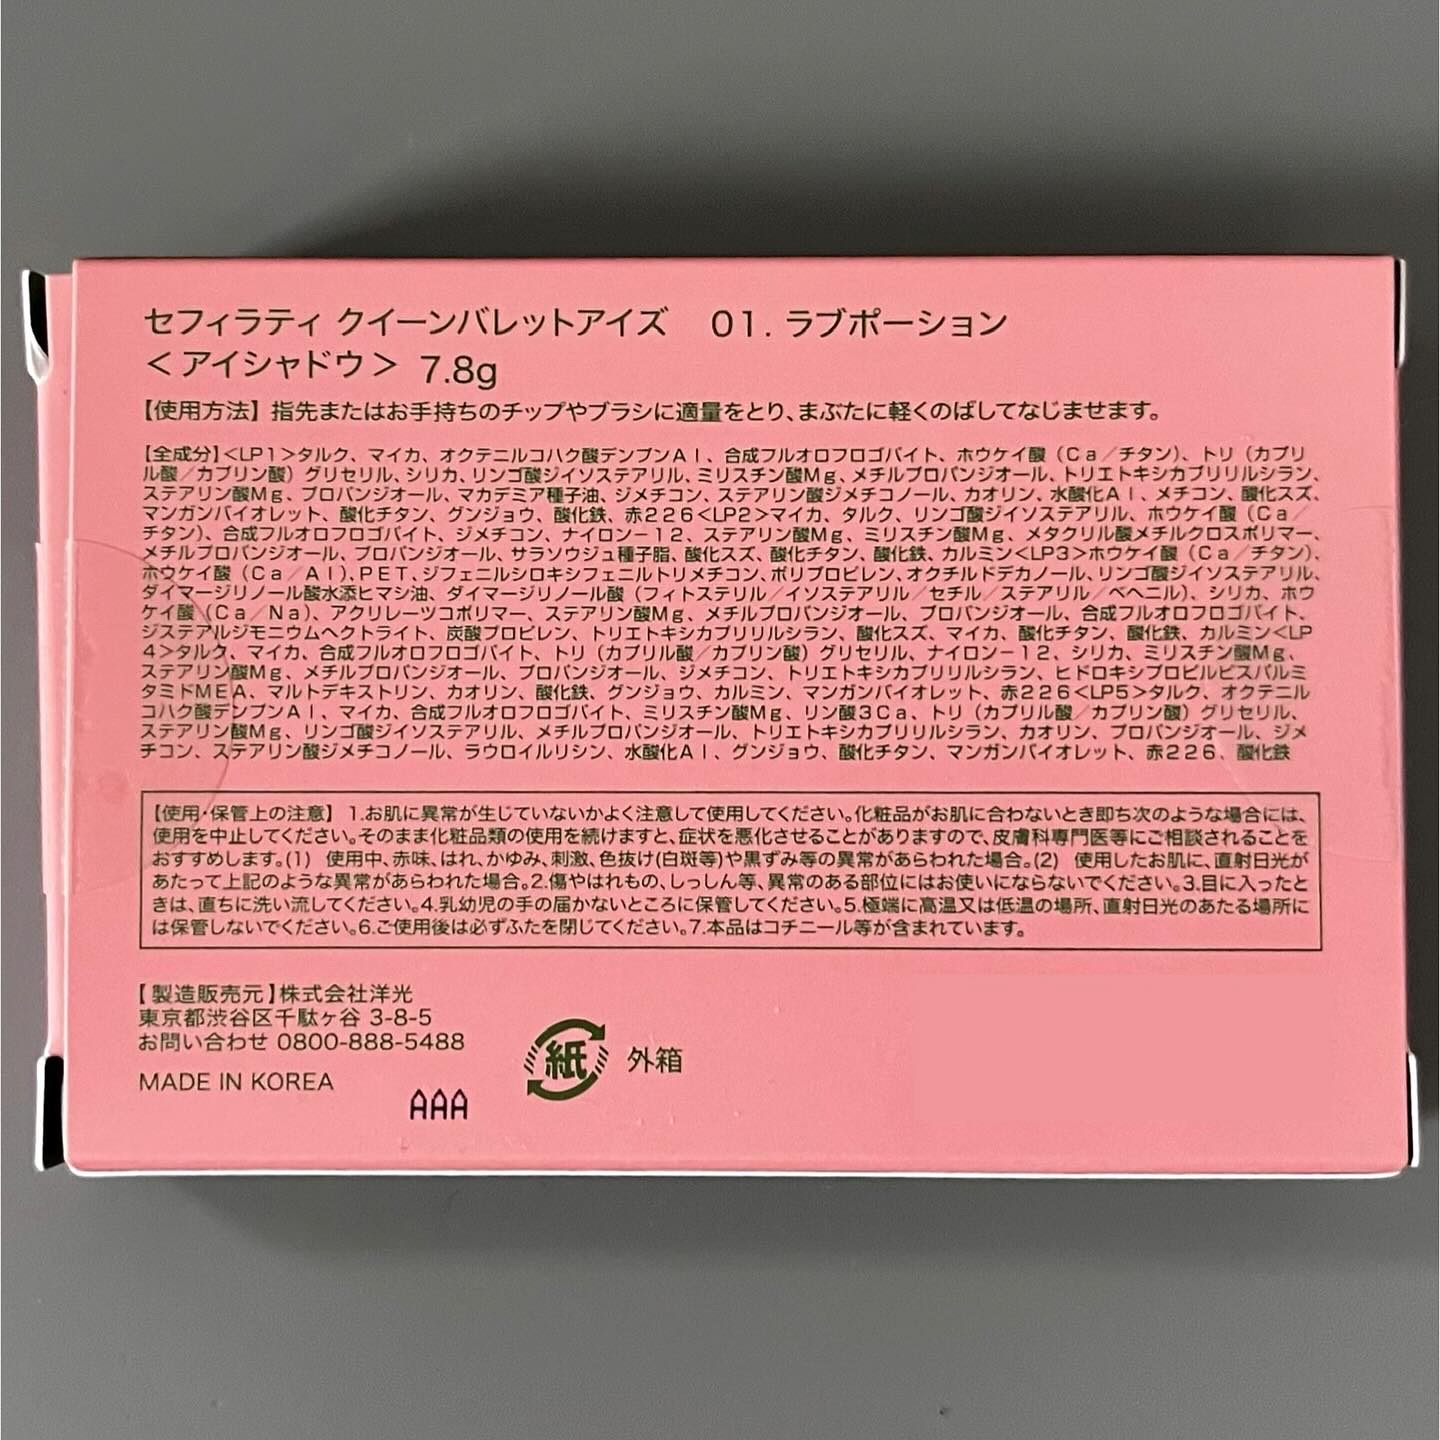 セフィラティ クイーンバレットアイズ　01. ラブポーション
＜アイシャドウ＞ 7.8g
【使用方法】指先またはお手持ちのチップやブラシに適量をとり、まぶたに軽くのばしてなじませます。
【全成分】<LP1>タルク、マイカ、オクテニルコハク酸デンプンAl、合成フルオロフロゴパイト、ホウケイ酸（Ca／チタン）、トリ（カプリ
ル酸／カプリン酸）グリセリル、シリカ、リンゴ酸ジイソステアリル、ミリスチン酸Mg、メチルプロパンジオール、トリエトキシカプリリルシラン、
ステアリン酸Mg、プロパンジオール、マカデミア種子油、ジメチコン、ステアリン酸ジメチコノール、カオリン、水酸化Al、メチコン、酸化スズ、
マンガンバイオレット、酸化チタン、グンジョウ、酸化鉄、赤226<LP2>マイカ、タルク、リンゴ酸ジイソステアリル、ホウケイ酸（Ca／
チタン）、合成フルオロフロゴパイト、ジメチコン、ナイロン－12、ステアリン酸Mg、ミリスチン酸Mg、メタクリル酸メチルクロスポリマー、
メチルプロパンジオール、プロパンジオール、サラソウジュ種子脂、酸化スズ、酸化チタン、酸化鉄、カルミン<LP3>ホウケイ酸（Ca／チタン）、
ホウケイ酸（Ca／Al）、PET、ジフェニルシロキシフェニルトリメチコン、ポリプロピレン、オクチルドデカノール、リンゴ酸ジイソステアリル、
ダイマージリノール酸水添ヒマシ油、ダイマージリノール酸（フィトステリル／イソステアリル／セチル／ステアリル／ベヘニル）、シリカ、ホウ
ケイ酸（Ca／Na）、アクリレーツコポリマー、ステアリン酸Mg、メチルプロパンジオール、プロパンジオール、合成フルオロフロゴパイト、
ジステアルジモニウムヘクトライト、炭酸プロピレン、トリエトキシカプリリルシラン、酸化スズ、マイカ、酸化チタン、酸化鉄、カルミン<LP
4>タルク、マイカ、合成フルオロフロゴパイト、トリ（カプリル酸／カプリン酸）グリセリル、ナイロン－12、シリカ、ミリスチン酸Mg、
ステアリン酸Mg、メチルプロパンジオール、プロパンジオール、ジメチコン、トリエトキシカプリリルシラン、ヒドロキシプロピルビスパルミ
タミドMEA、マルトデキストリン、カオリン、酸化鉄、グンジョウ、カルミン、マンガンバイオレット、赤226<LP5>タルク、オクテニル
コハク酸デンプンAl、マイカ、合成フルオロフロゴパイト、ミリスチン酸Mg、リン酸3Ca、トリ（カプリル酸／カプリン酸）グリセリル、
ステアリン酸Mg、リンゴ酸ジイソステアリル、メチルプロパンジオール、トリエトキシカプリリルシラン、カオリン、プロパンジオール、ジメ
チコン、ステアリン酸ジメチコノール、ラウロイルリシン、水酸化Al、グンジョウ、酸化チタン、マンガンバイオレット、赤226、酸化鉄
【使用・保管上の注意】1.お肌に異常が生じていないかよく注意して使用してください。化粧品がお肌に合わないとき即ち次のような場合には、
使用を中止してください。そのまま化粧品類の使用を続けますと、症状を悪化させることがありますので、皮膚科専門医等にご相談されることを
おすすめします。(1) 使用中、赤味、はれ、かゆみ、刺激、色抜け(白斑等)や黒ずみ等の異常があらわれた場合。(2) 使用したお肌に、直射日光が
あたって上記のような異常があらわれた場合。2.傷やはれもの、しっしん等、異常のある部位にはお使いにならないでください。3.目に入ったと
きは、直ちに洗い流してください。4.乳幼児の手の届かないところに保管してください。5.極端に高温又は低温の場所、直射日光のあたる場所に
は保管しないでください。6.ご使用後は必ずふたを閉じてください。7.本品はコチニール等が含まれています。
【製造販売元】株式会社洋光
東京都渋谷区千駄ヶ谷 3-8-5
お問い合わせ 0800-888-5488
紙 外箱
MADE IN KOREA
AAA